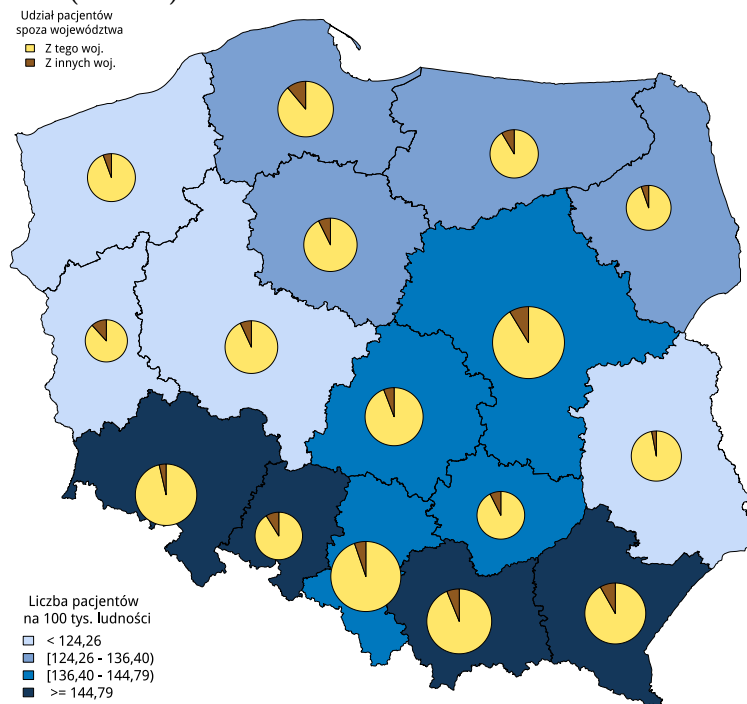 Udział pacjentów
spoza województwa
Z tego woj.
Z innych woj.
Liczba pacjentów
na 100 tys. ludności
< 124,26
[124,26 - 136,40)
[136,40 - 144,79)
>= 144,79